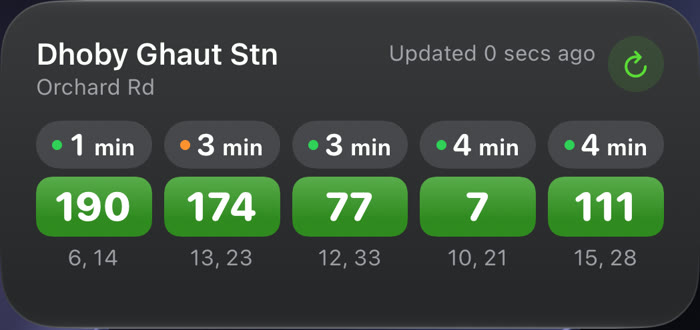 Dhoby Ghaut Stn
Orchard Rd
Updated 0 secs ago
1 min 3 min 3 min 4 min 4 min
190 174 77 7 111
6, 14 13, 23 12, 33 10, 21 15, 28